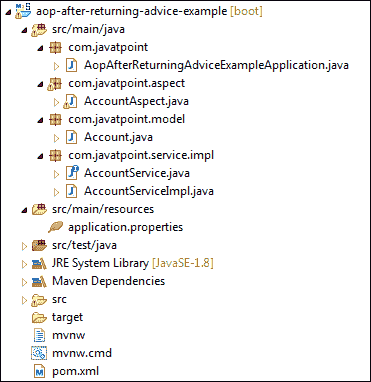 aop-after-returning-advice-example [boot]
src/main/java
com.javatpoint
AopAfterReturningAdviceExampleApplication.java
com.javatpoint.aspect
AccountAspect.java
com.javatpoint.model
Account.java
com.javatpoint.service.impl
AccountService.java
AccountServiceImpl.java
src/main/resources
application.properties
src/test/java
JRE System Library [JavaSE-1.8]
Maven Dependencies
src
target
mvnw
mvnw.cmd
pom.xml